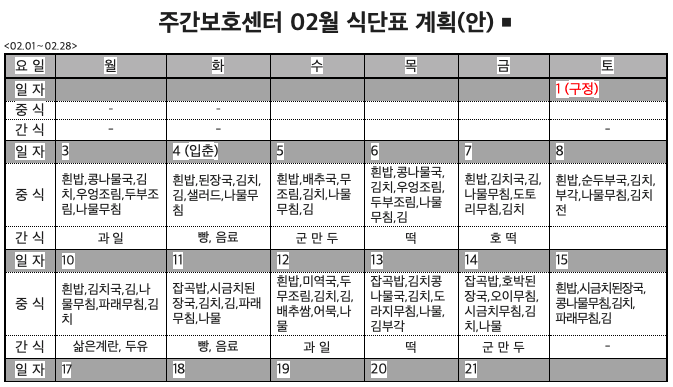 주간보호센터 02월 식단표 계획(안) ■
<02.01~02.28>
요 일 월 화 수 목 금 토
일 자 1 (구정)
중 식 - -
간 식 - - -
일 자 3 4 (입춘) 5 6 7 8
중 식
흰밥,콩나물국,김
치,우엉조림,두부조
림,나물무침
흰밥,된장국,김치,
김,샐러드,나물무
침
흰밥,배추국,무
조림,김치,나물
무침,김
흰밥,콩나물국,
김치,우엉조림,
두부조림,나물
무침,김
흰밥,김치국,김,
나물무침,도토
리무침,김치
흰밥,순두부국,김치,
부각,나물무침,김치
전
간 식 과 일 빵, 음료 군 만 두 떡 호 떡
일 자 10 11 12 13 14 15
중 식
흰밥,김치국,김,나
물무침,파래무침,김
치
잡곡밥,시금치된
장국,김치,김,파래
무침,나물
흰밥,미역국,두
무조림,김치,김,
배추쌈,어묵,나
물
잡곡밥,김치콩
나물국,김치,도
라지무침,나물,
김부각
잡곡밥,호박된
장국,오이무침,
시금치무침,김
치,나물
흰밥,시금치된장국,
콩나물무침,김치,
파래무침,김
간 식 삶은계란, 두유 빵, 음료 과 일 떡 군 만 두 -
일 자 17 18 19 20 21